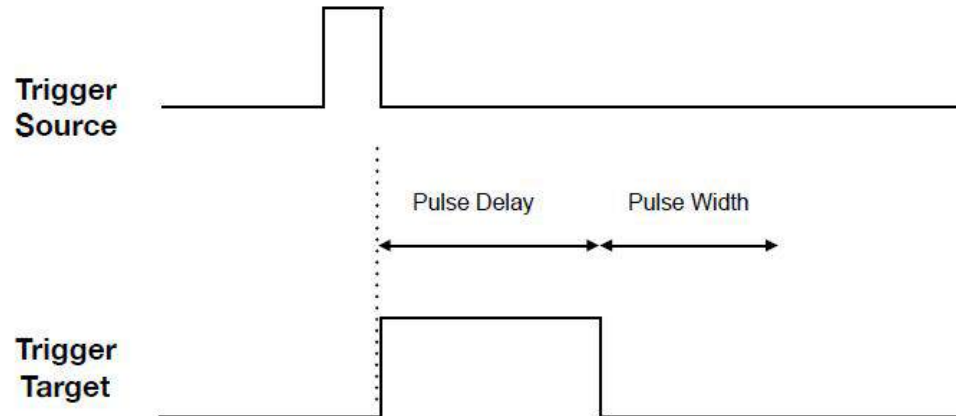 Trigger
Source
Pulse Delay
Pulse Width
Trigger
Target